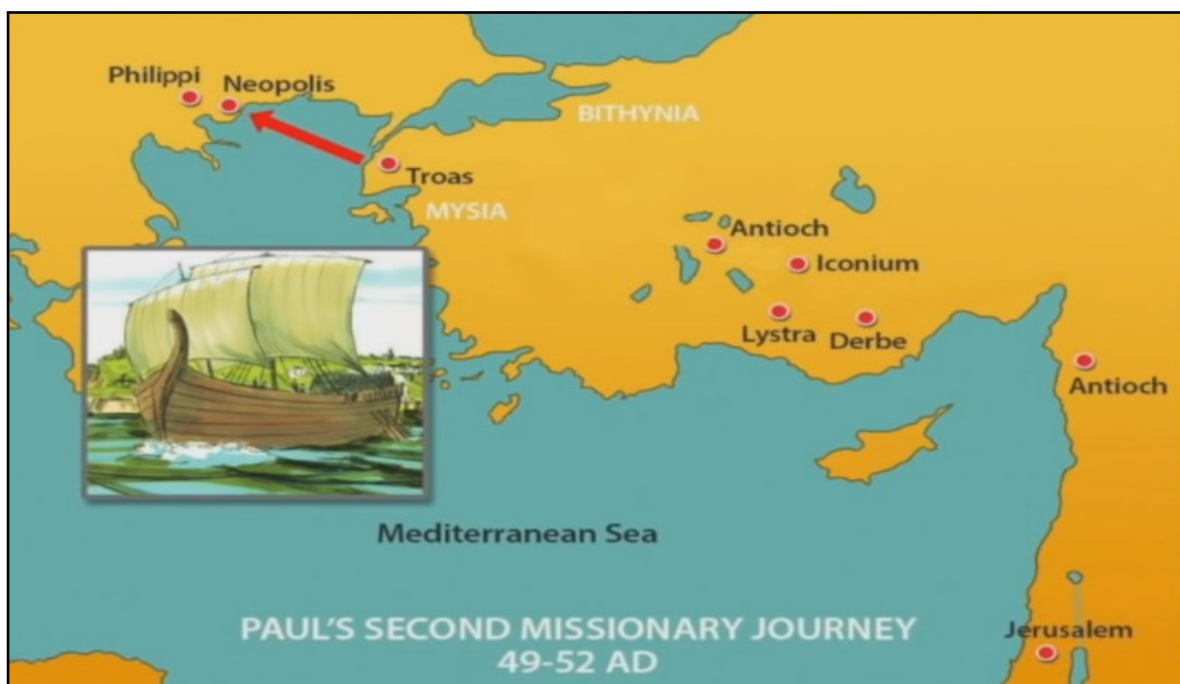 Philippi
Neopolis
BITHYNIA
Troas
MYSIA
Antioch
Iconium
Lystra
Derbe
Antioch
Mediterranean Sea
PAUL'S SECOND MISSIONARY JOURNEY
49-52 AD
Jerusalem